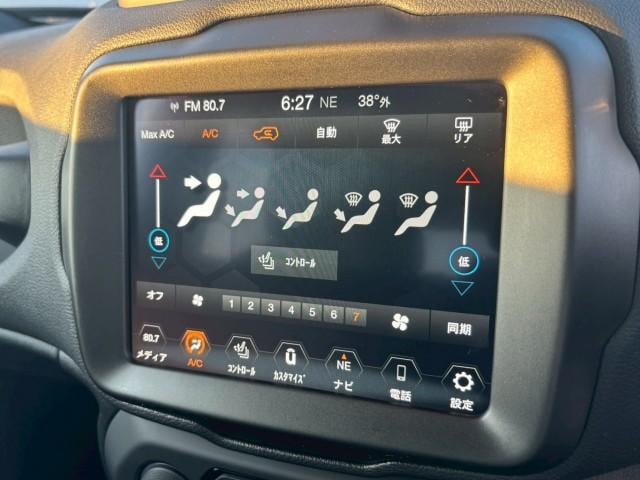 FM 80.7 6:27 NE 38°外
Max A/C A/C 自動 最大 リア
低 低
ｺﾝﾄﾛｰﾙ
オフ 1 2 3 4 5 6 7 同期
80.7 NE
メディア A/C ｺﾝﾄﾛｰﾙ ｶｽﾀﾏｲｽﾞ ナビ 電話 設定